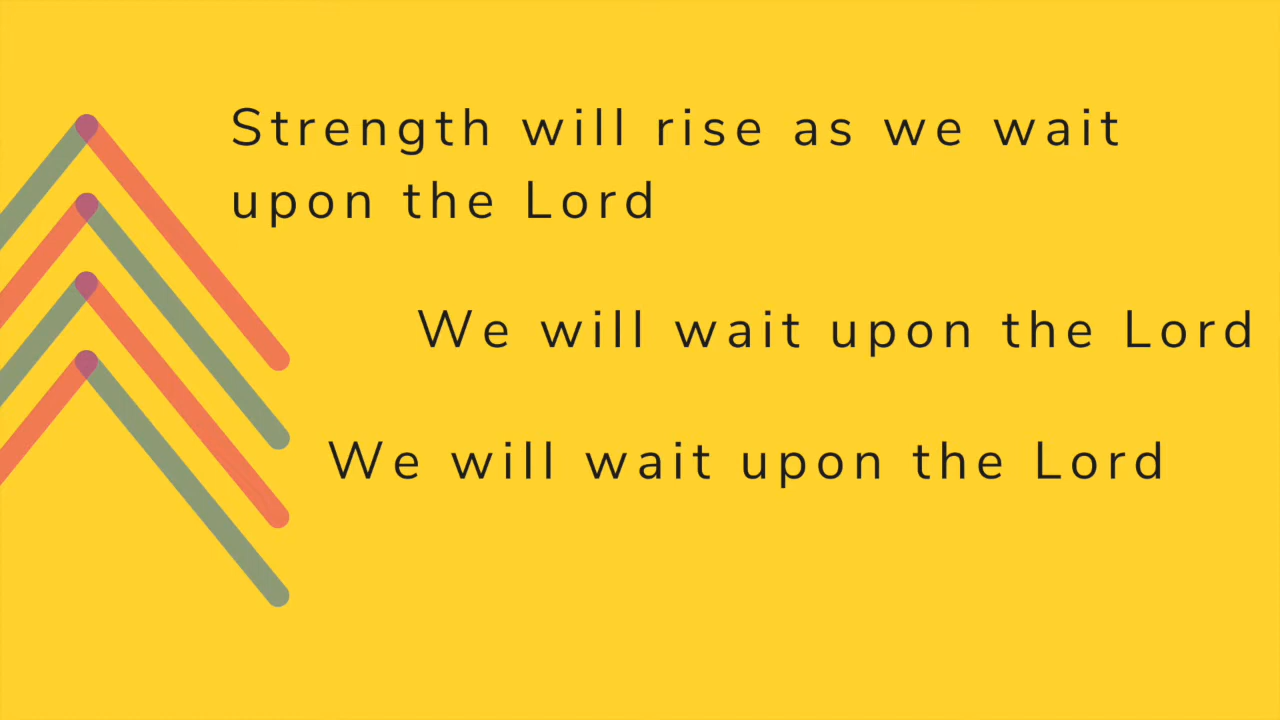 Strength will rise as we wait
upon the Lord
We will wait upon the Lord
We will wait upon the Lord